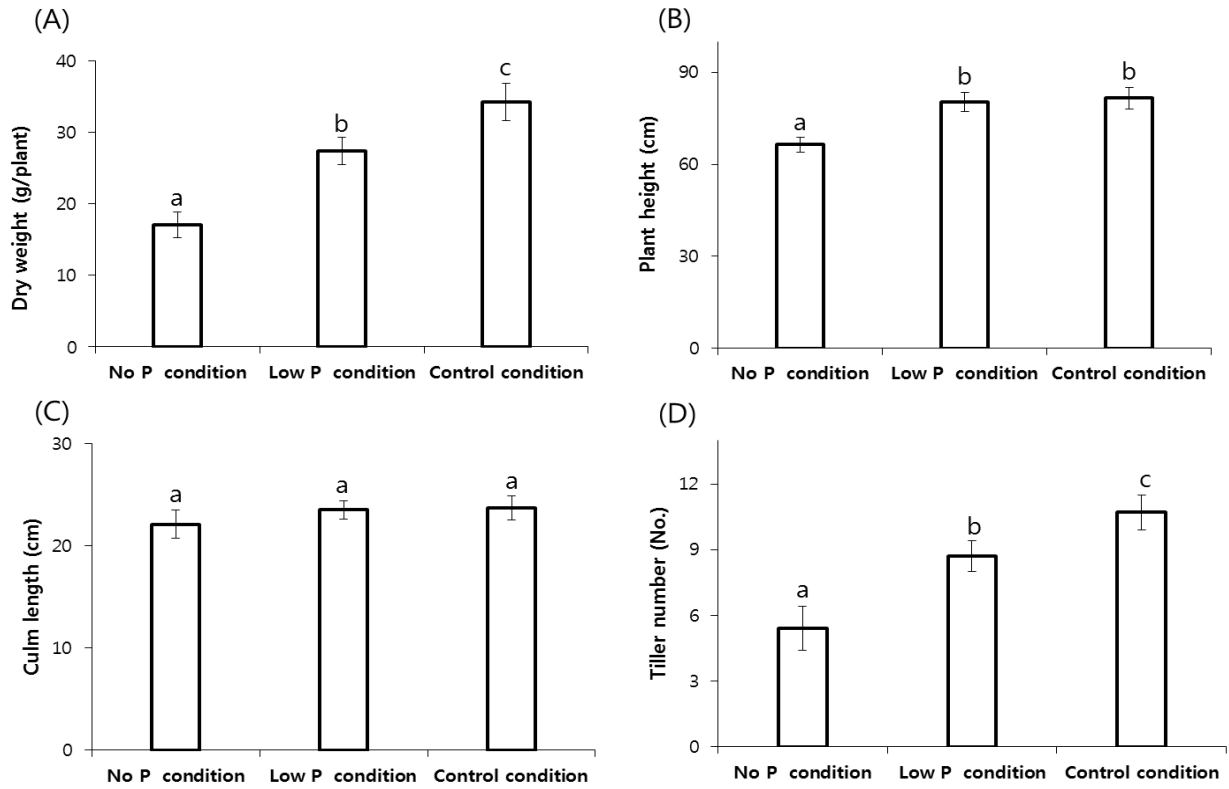 (A)
Dry weight (g/plant)
40
30
20
10
0
a
b
c
No P condition Low P condition Control condition
(B)
Plant height (cm)
90
60
30
0
a
b
b
No P condition Low P condition Control condition
(C)
Culm length (cm)
30
20
10
0
a
a
a
No P condition Low P condition Control condition
(D)
Tiller number (No.)
12
9
6
3
0
a
b
c
No P condition Low P condition Control condition